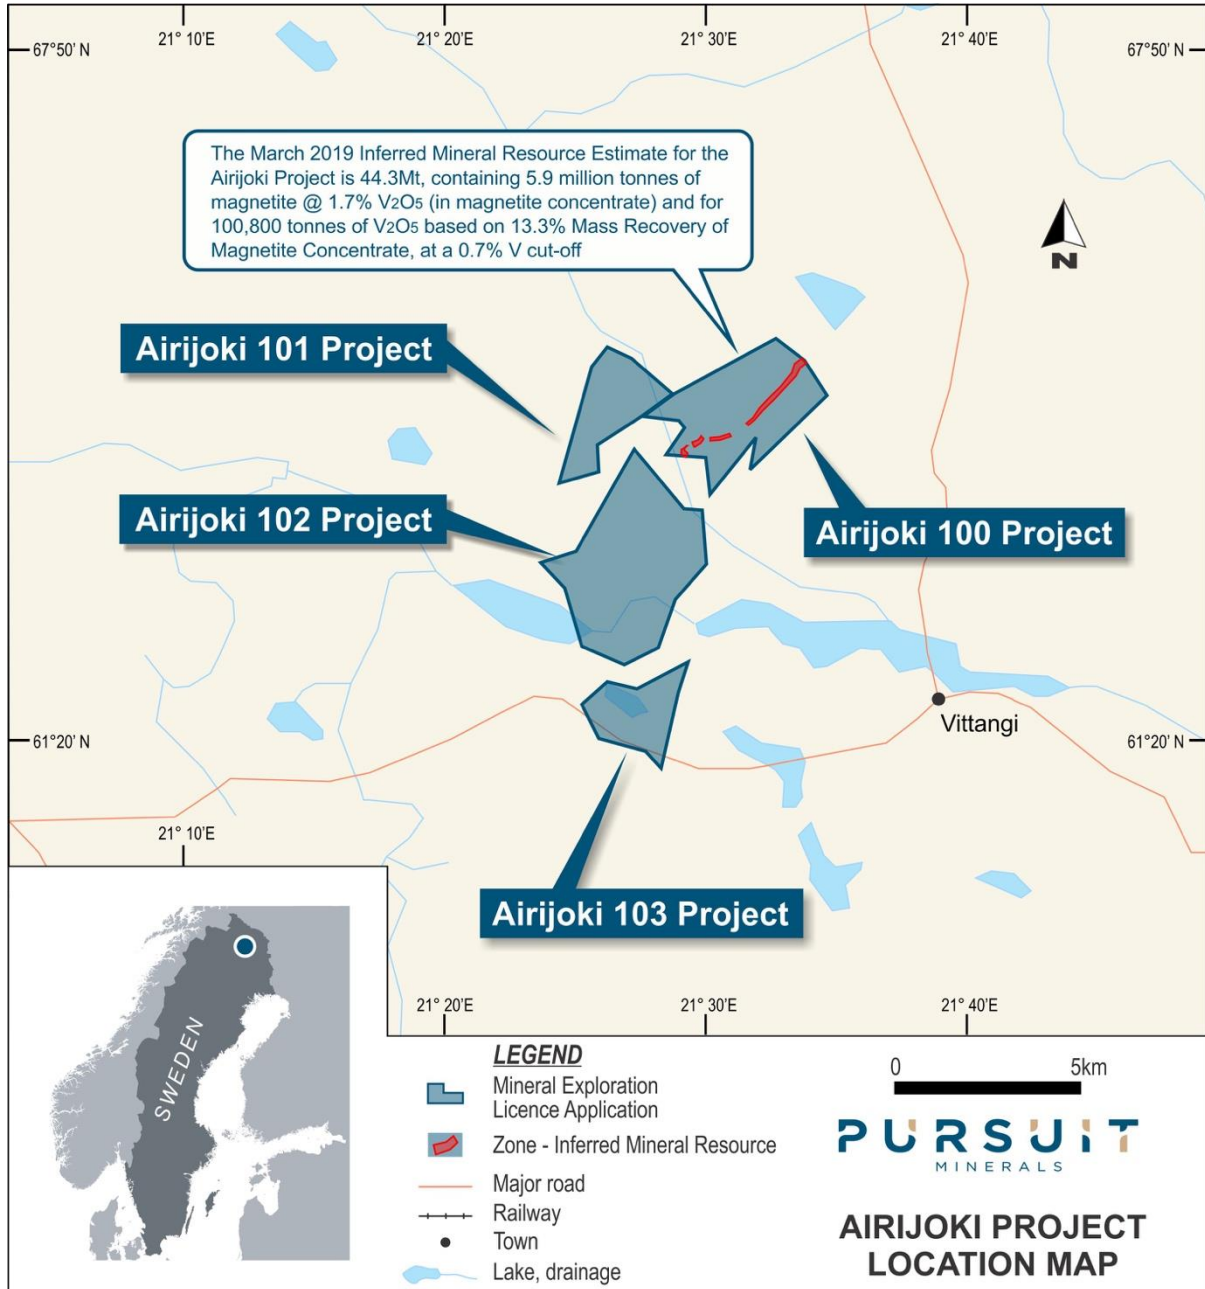 21° 10'E
21° 20'E
21° 30'E
21° 40'E
67°50' N
67°50' N
The March 2019 Inferred Mineral Resource Estimate for the
Airijoki Project is 44.3Mt, containing 5.9 million tonnes of
magnetite @ 1.7% V2O5 (in magnetite concentrate) and for
100,800 tonnes of V2O5 based on 13.3% Mass Recovery of
Magnetite Concentrate, at a 0.7% V cut-off
N
Airijoki 101 Project
Airijoki 102 Project
Airijoki 100 Project
Vittangi
61°20' N
61°20' N
21° 10'E
Airijoki 103 Project
21° 20'E
21° 30'E
21° 40'E
SWEDEN
LEGEND
Mineral Exploration
Licence Application
Zone - Inferred Mineral Resource
Major road
Railway
Town
Lake, drainage
0 5km
PURSUIT
MINERALS
AIRIJOKI PROJECT
LOCATION MAP